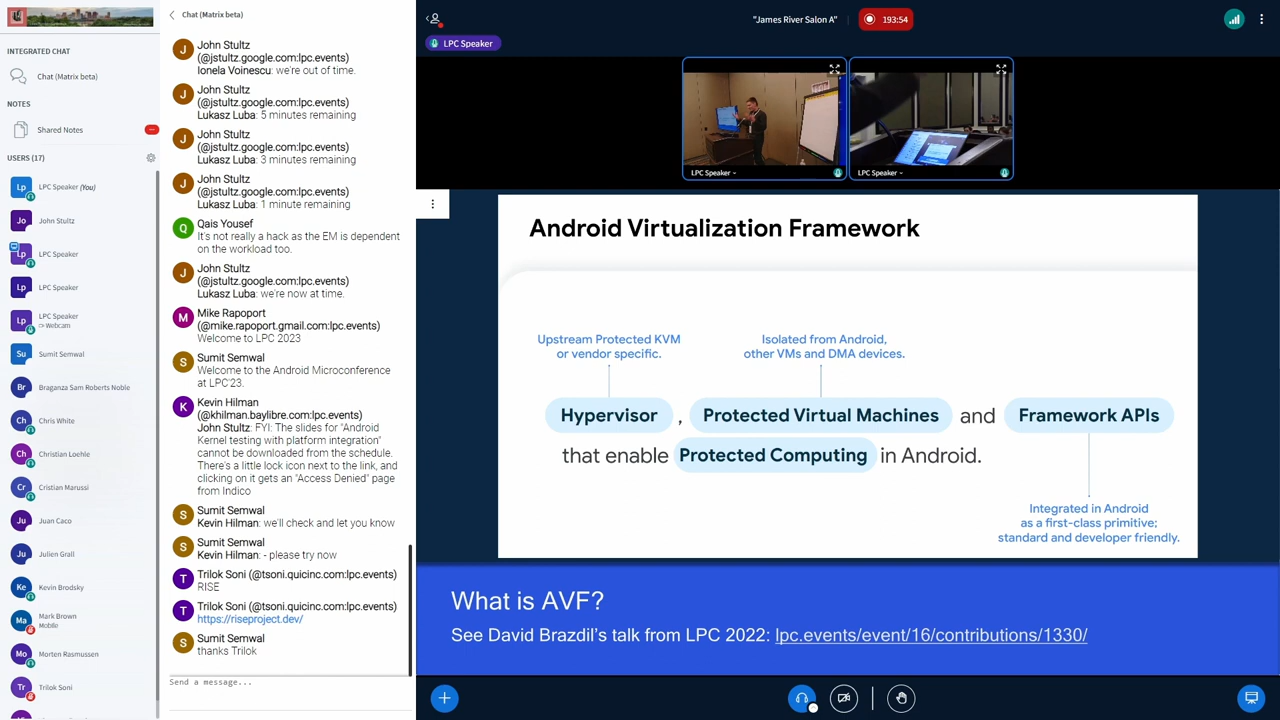 INTEGRATED CHAT
Chat (Matrix beta)
NOTES
Shared Notes
USERS (17)
Lp
LPC Speaker (You)
Jo
John Stultz
Lp
LPC Speaker
Lp
LPC Speaker
Lp
LPC Speaker
Webcam
Su
Sumit Semwal
Br
Braganza Sam Roberts Noble
Ch
Chris White
Ch
Christian Loehle
Cr
Cristian Marussi
Ju
Juan Caco
Ju
Julien Grall
Ke
Kevin Brodsky
Ma
Mark Brown
Mobile
Mo
Morten Rasmussen
Tr
Trilok Soni
Chat (Matrix beta)
J
John Stultz
(@jstultz.google.com:lpc.events)
Ionela Voinescu: we're out of time.
J
John Stultz
(@jstultz.google.com:lpc.events)
Lukasz Luba: 5 minutes remaining
J
John Stultz
(@jstultz.google.com:lpc.events)
Lukasz Luba: 3 minutes remaining
J
John Stultz
(@jstultz.google.com:lpc.events)
Lukasz Luba: 1 minute remaining
Q
Qais Yousef
It's not really a hack as the EM is dependent
on the workload too.
J
John Stultz
(@jstultz.google.com:lpc.events)
Lukasz Luba: we're now at time.
M
Mike Rapoport
(@mike.rapoport.gmail.com:lpc.events)
Welcome to LPC 2023
S
Sumit Semwal
Welcome to the Android Microconference
at LPC'23.
K
Kevin Hilman
(@khilman.baylibre.com:lpc.events)
John Stultz: FYI: The slides for "Android
Kernel testing with platform integration"
cannot be downloaded from the schedule.
There's a little lock icon next to the link, and
clicking on it gets an "Access Denied" page
from Indico
S
Sumit Semwal
Kevin Hilman: we'll check and let you know
S
Sumit Semwal
Kevin Hilman: - please try now
T
Trilok Soni (@tsoni.quicinc.com:lpc.events)
RISE
T
Trilok Soni (@tsoni.quicinc.com:lpc.events)
https://riseproject.dev/
S
Sumit Semwal
thanks Trilok
Send a message...
"James River Salon A"
193:54
LPC Speaker
LPC Speaker
LPC Speaker
Android Virtualization Framework
Upstream Protected KVM
or vendor specific.
Isolated from Android,
other VMs and DMA devices.
Hypervisor , Protected Virtual Machines and Framework APIs
that enable Protected Computing in Android.
Integrated in Android
as a first-class primitive;
standard and developer friendly.
What is AVF?
See David Brazdil's talk from LPC 2022: lpc.events/event/16/contributions/1330/